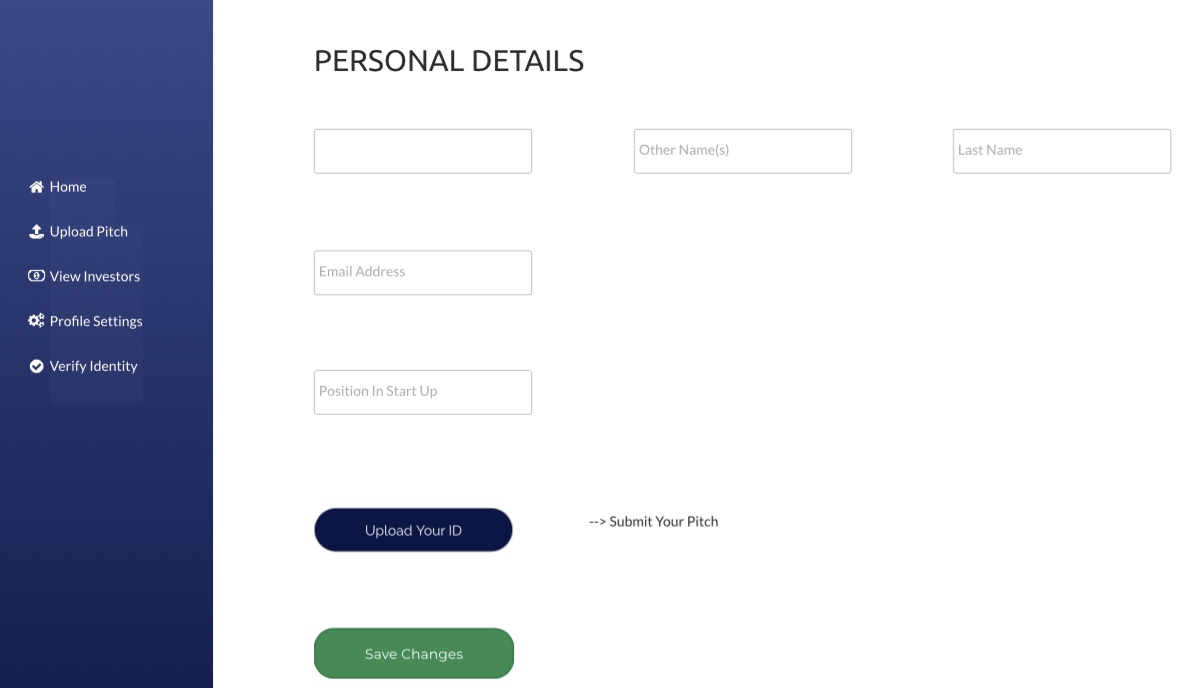 PERSONAL DETAILS
Other Name(s)
Last Name
Home
Upload Pitch
Email Address
View Investors
Profile Settings
Verify Identity
Position In Start Up
Upload Your ID
--> Submit Your Pitch
Save Changes